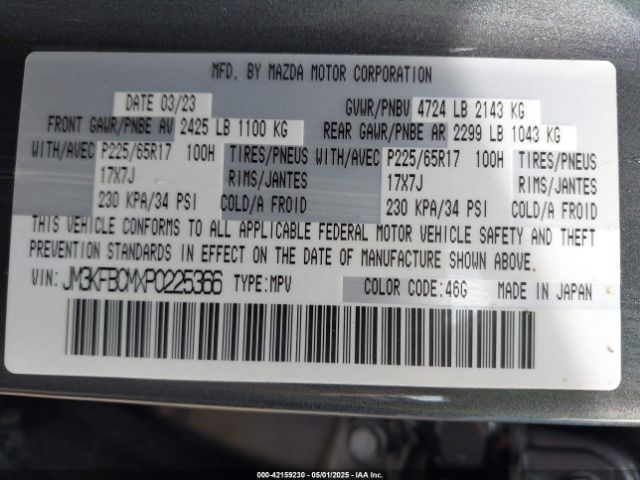 MFD. BY MAZDA MOTOR CORPORATION
DATE 03/23 GVWR/PNBV 4724 LB 2143 KG
FRONT GAWR/PNBE AV 2425 LB 1100 KG REAR GAWR/PNBE AR 2299 LB 1043 KG
WITH/AVEC P225/65R17 100H TIRES/PNEUS WITH/AVEC P225/65R17 100H TIRES/PNEUS
17X7J RIMS/JANTES 17X7J RIMS/JANTES
230 KPA/34 PSI COLD/A FROID 230 KPA/34 PSI COLD/A FROID
THIS VEHICLE CONFORMS TO ALL APPLICABLE FEDERAL MOTOR VEHICLE SAFETY AND THEFT
PREVENTION STANDARDS IN EFFECT ON THE DATE OF MANUFACTURE SHOWN ABOVE.
VIN: JM3KFBCMXP0225366 TYPE: MPV COLOR CODE: 46G MADE IN JAPAN
000-42159230 - 05/01/2025 - IAA Inc.